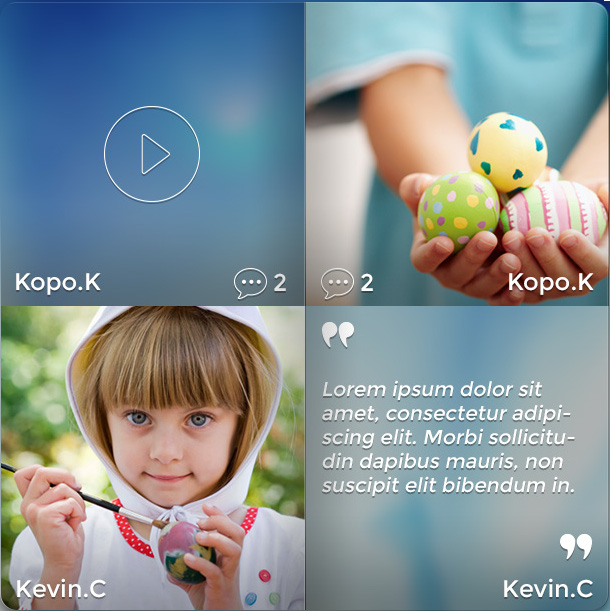 Kopo.K
2
2
Kopo.K
Kevin.C
❜❜
Lorem ipsum dolor sit
amet, consectetur adipi-
scing elit. Morbi sollicitu-
din dapibus mauris, non
suscipit elit bibendum in.
❜❜
Kevin.C